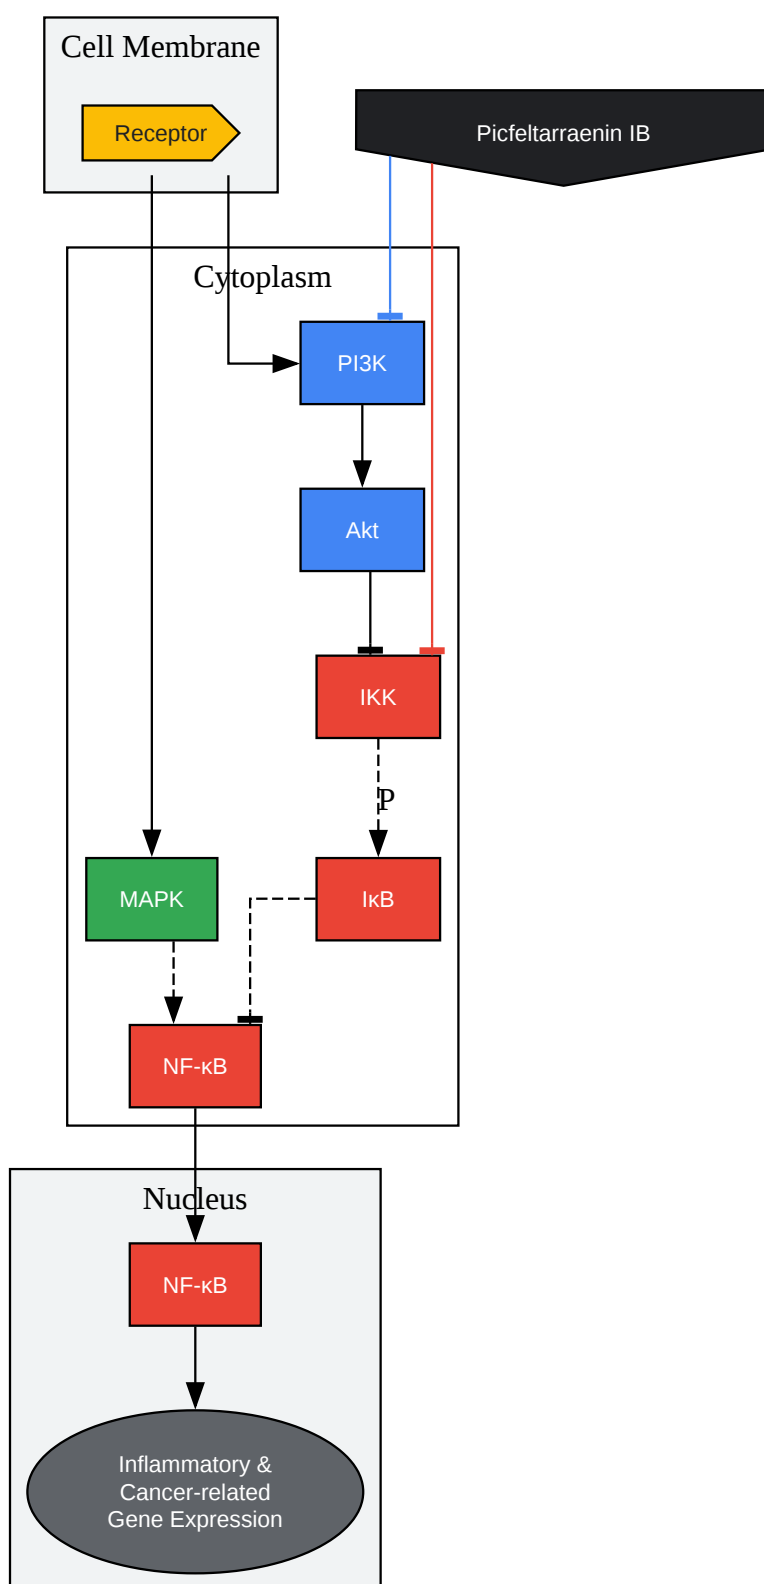 Cell Membrane
Receptor
Picfeltarraenin IB
Cytoplasm
PI3K
Akt
IKK
P
MAPK
IκB
NF-κB
Nucleus
NF-κB
Inflammatory &
Cancer-related
Gene Expression